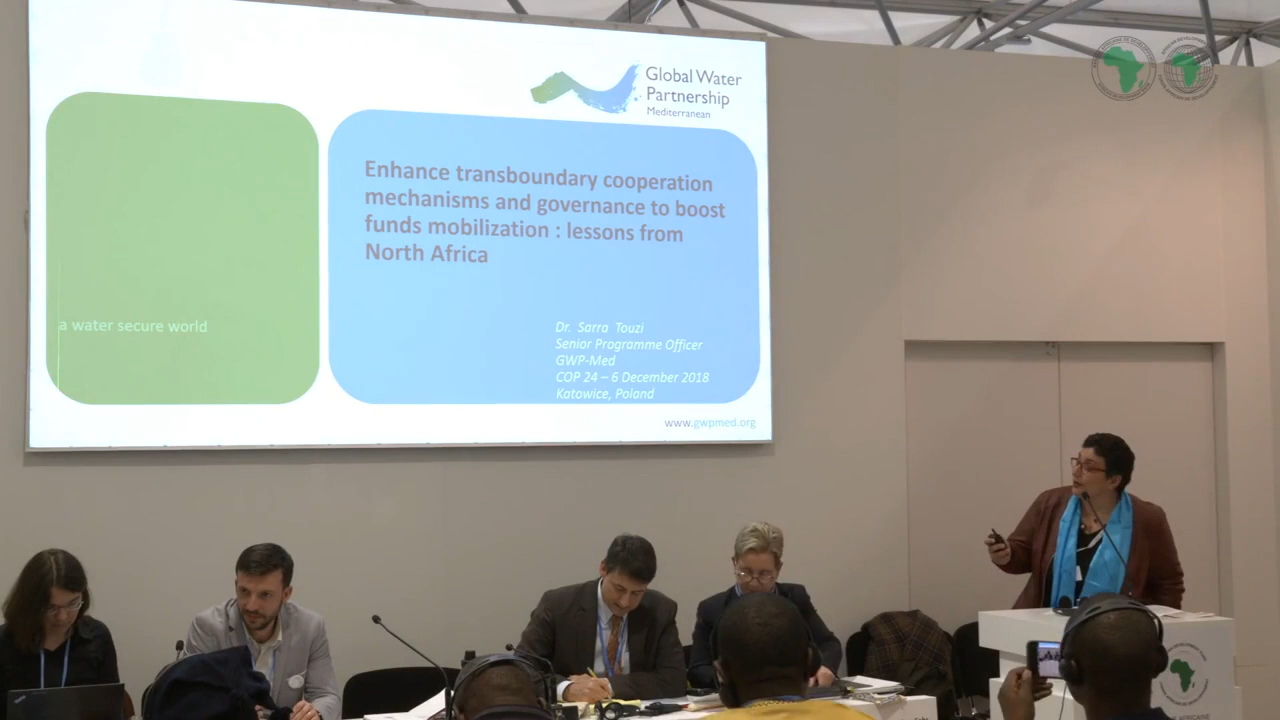 Global Water
Partnership
Mediterranean
Enhance transboundary cooperation
mechanisms and governance to boost
funds mobilization : lessons from
North Africa
a water secure world
Dr. Sarra Touzi
Senior Programme Officer
GWP-Med
COP 24 – 6 December 2018
Katowice, Poland
www.gwpmed.org